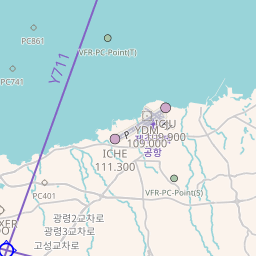 PC861
VFR-PC-Point(T)
Y711
PC741
YDM
109.900
109.000
공항
P
ICHE
111.300
VFR-PC-Point(S)
PC401
광령2교차로
광령3교차로
고성교차로